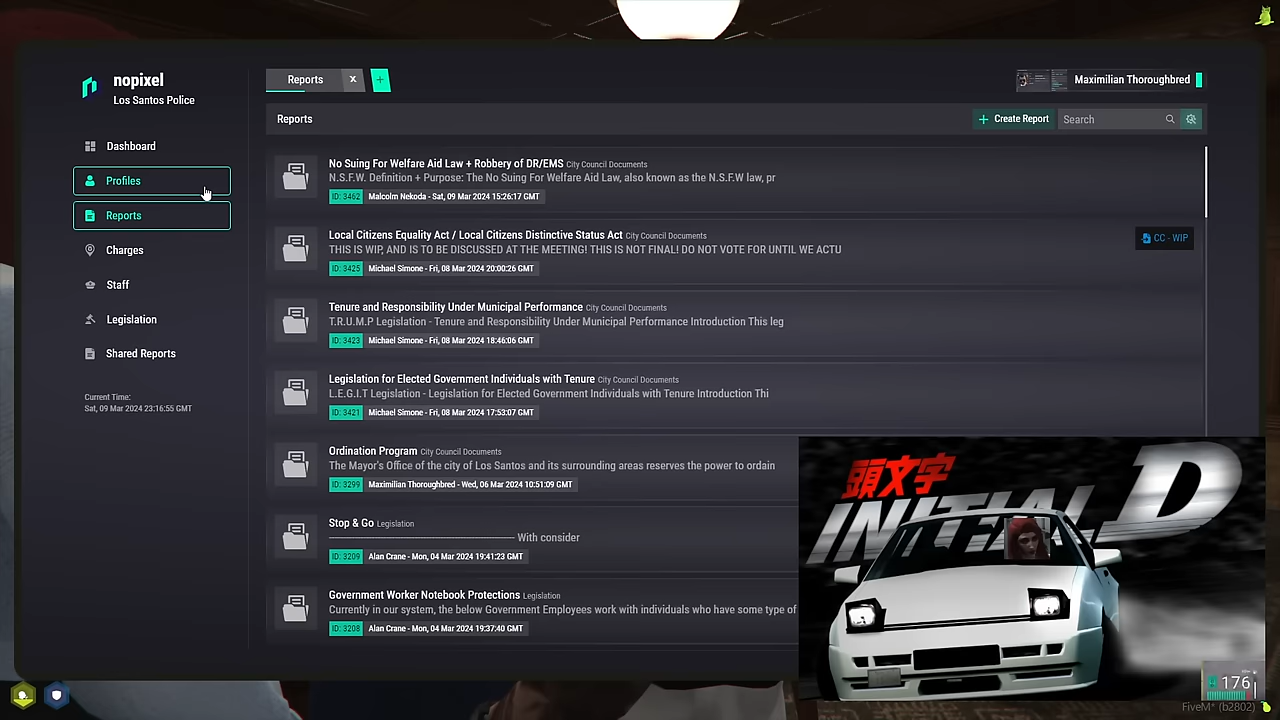 nopixel
Los Santos Police
Dashboard
Profiles
Reports
Charges
Staff
Legislation
Shared Reports
Current Time:
Sat, 09 Mar 2024 23:16:55 GMT
Reports x +
Maximilian Thoroughbred
Reports
+ Create Report
Search
No Suing For Welfare Aid Law + Robbery of DR/EMS City Council Documents
N.S.F.W. Definition + Purpose: The No Suing For Welfare Aid Law, also known as the N.S.F.W law, pr
ID: 3462 Malcolm Nekoda - Sat, 09 Mar 2024 15:26:17 GMT
Local Citizens Equality Act / Local Citizens Distinctive Status Act City Council Documents
THIS IS WIP, AND IS TO BE DISCUSSED AT THE MEETING! THIS IS NOT FINAL! DO NOT VOTE FOR UNTIL WE ACTU
ID: 3425 Michael Simone - Fri, 08 Mar 2024 20:00:26 GMT
CC - WIP
Tenure and Responsibility Under Municipal Performance City Council Documents
T.R.U.M.P Legislation - Tenure and Responsibility Under Municipal Performance Introduction This leg
ID: 3423 Michael Simone - Fri, 08 Mar 2024 18:46:06 GMT
Legislation for Elected Government Individuals with Tenure City Council Documents
L.E.G.I.T Legislation - Legislation for Elected Government Individuals with Tenure Introduction Thi
ID: 3421 Michael Simone - Fri, 08 Mar 2024 17:53:07 GMT
Ordination Program City Council Documents
The Mayor's Office of the city of Los Santos and its surrounding areas reserves the power to ordain
ID: 3299 Maximilian Thoroughbred - Wed, 06 Mar 2024 10:51:09 GMT
Stop & Go Legislation
With consider
ID: 3209 Alan Crane - Mon, 04 Mar 2024 19:41:23 GMT
Government Worker Notebook Protections Legislation
Currently in our system, the below Government Employees work with individuals who have some type of
ID: 3208 Alan Crane - Mon, 04 Mar 2024 19:37:40 GMT
頭文字
INITIAL D
176
FiveM* (b2802)